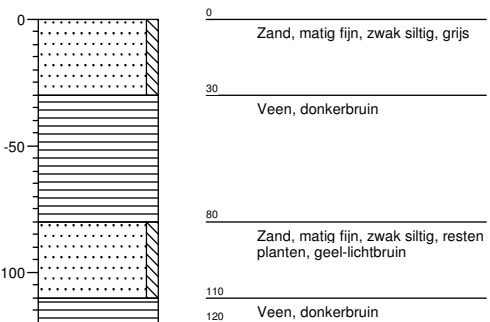 0
0
Zand, matig fijn, zwak siltig, grijs
30
Veen, donkerbruin
-50
80
Zand, matig fijn, zwak siltig, resten
planten, geel-lichtbruin
100
110
Veen, donkerbruin
120